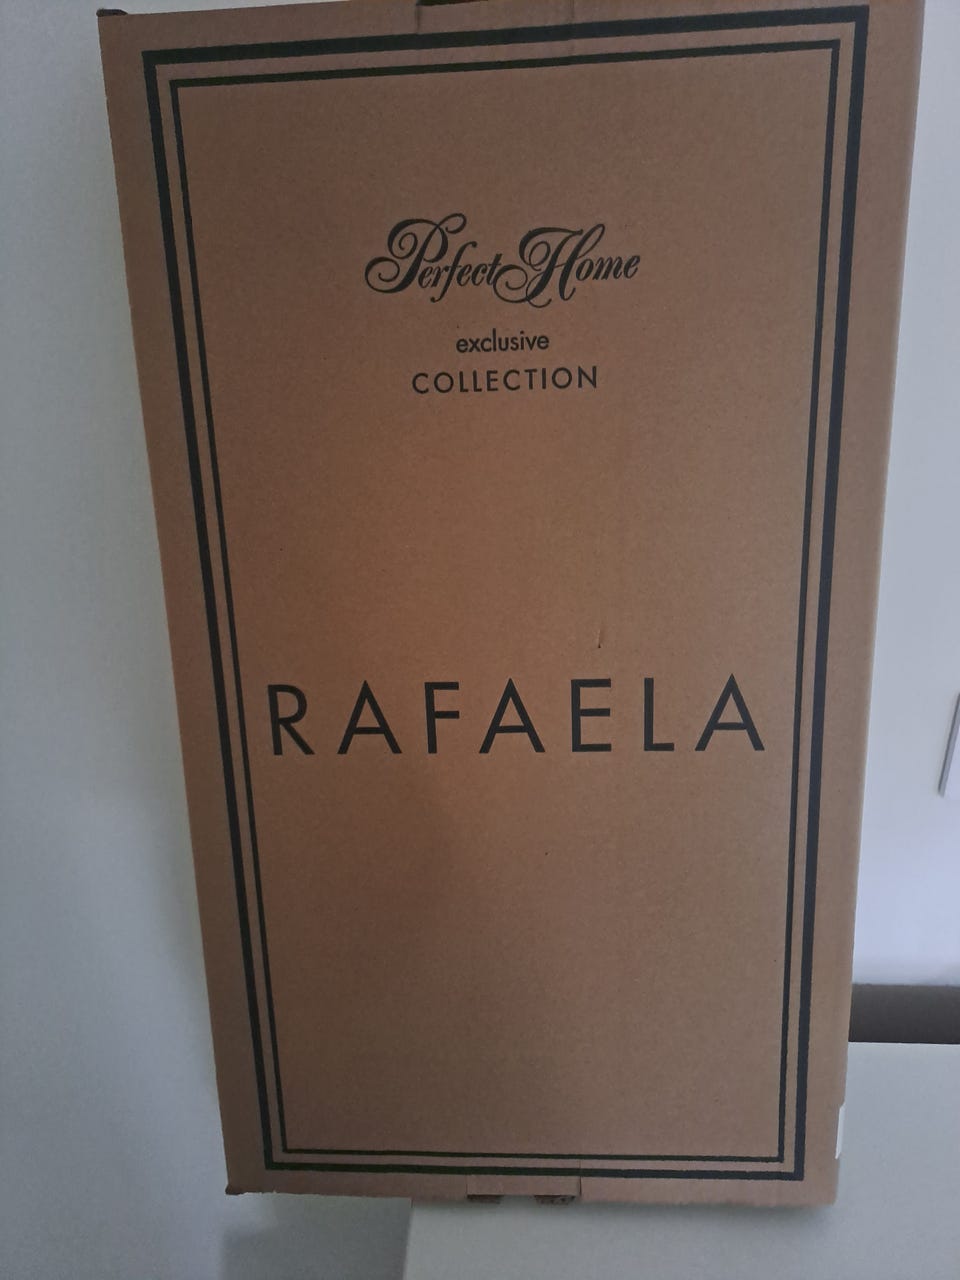 Perfect Home
exclusive
COLLECTION
RAFAELA